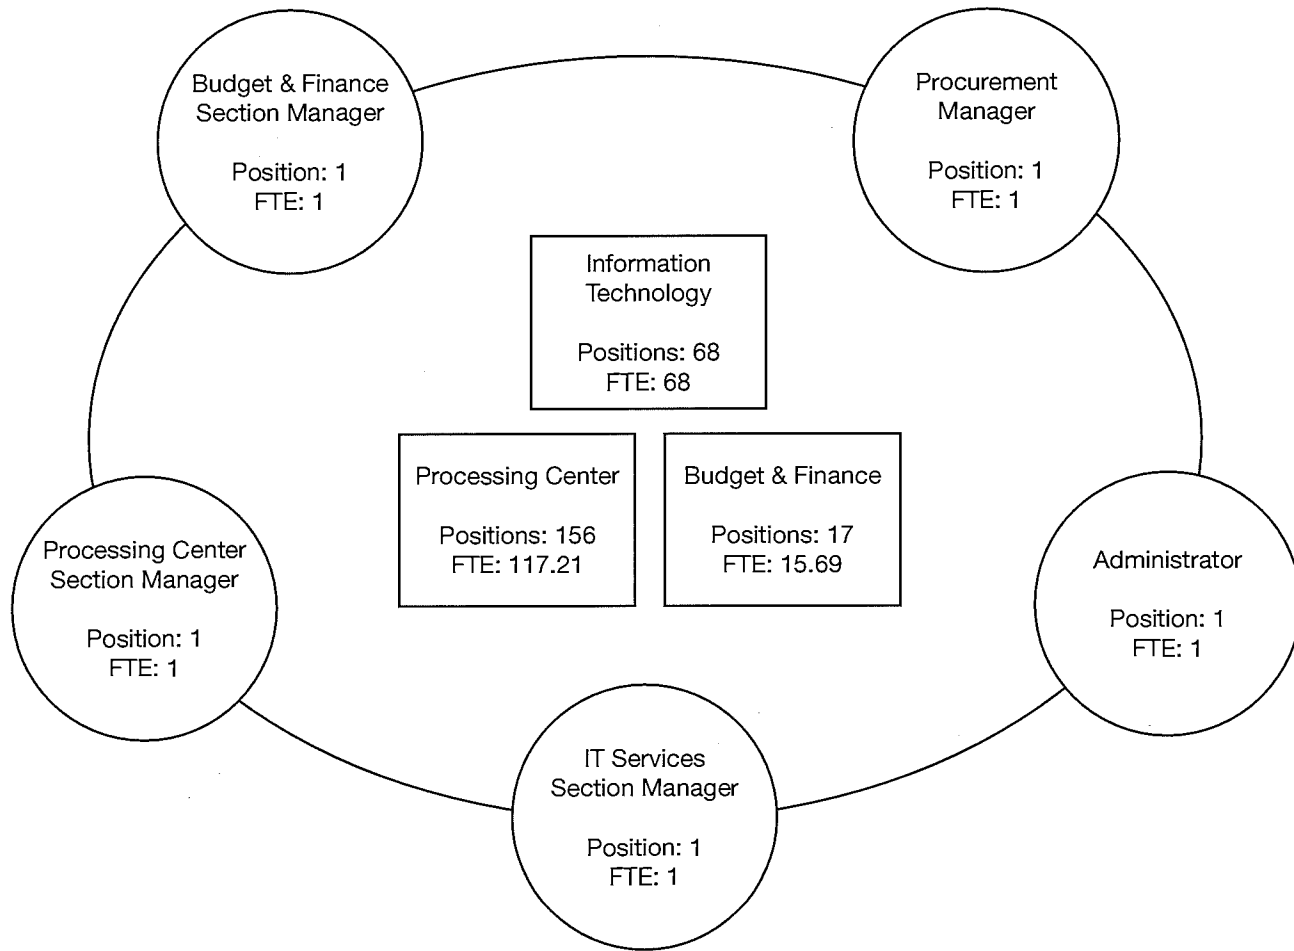 Budget & Finance
Section Manager
Position: 1
FTE: 1
Procurement
Manager
Position: 1
FTE: 1
Information
Technology
Positions: 68
FTE: 68
Processing Center
Positions: 156
FTE: 117.21
Budget & Finance
Positions: 17
FTE: 15.69
Processing Center
Section Manager
Position: 1
FTE: 1
Administrator
Position: 1
FTE: 1
IT Services
Section Manager
Position: 1
FTE: 1